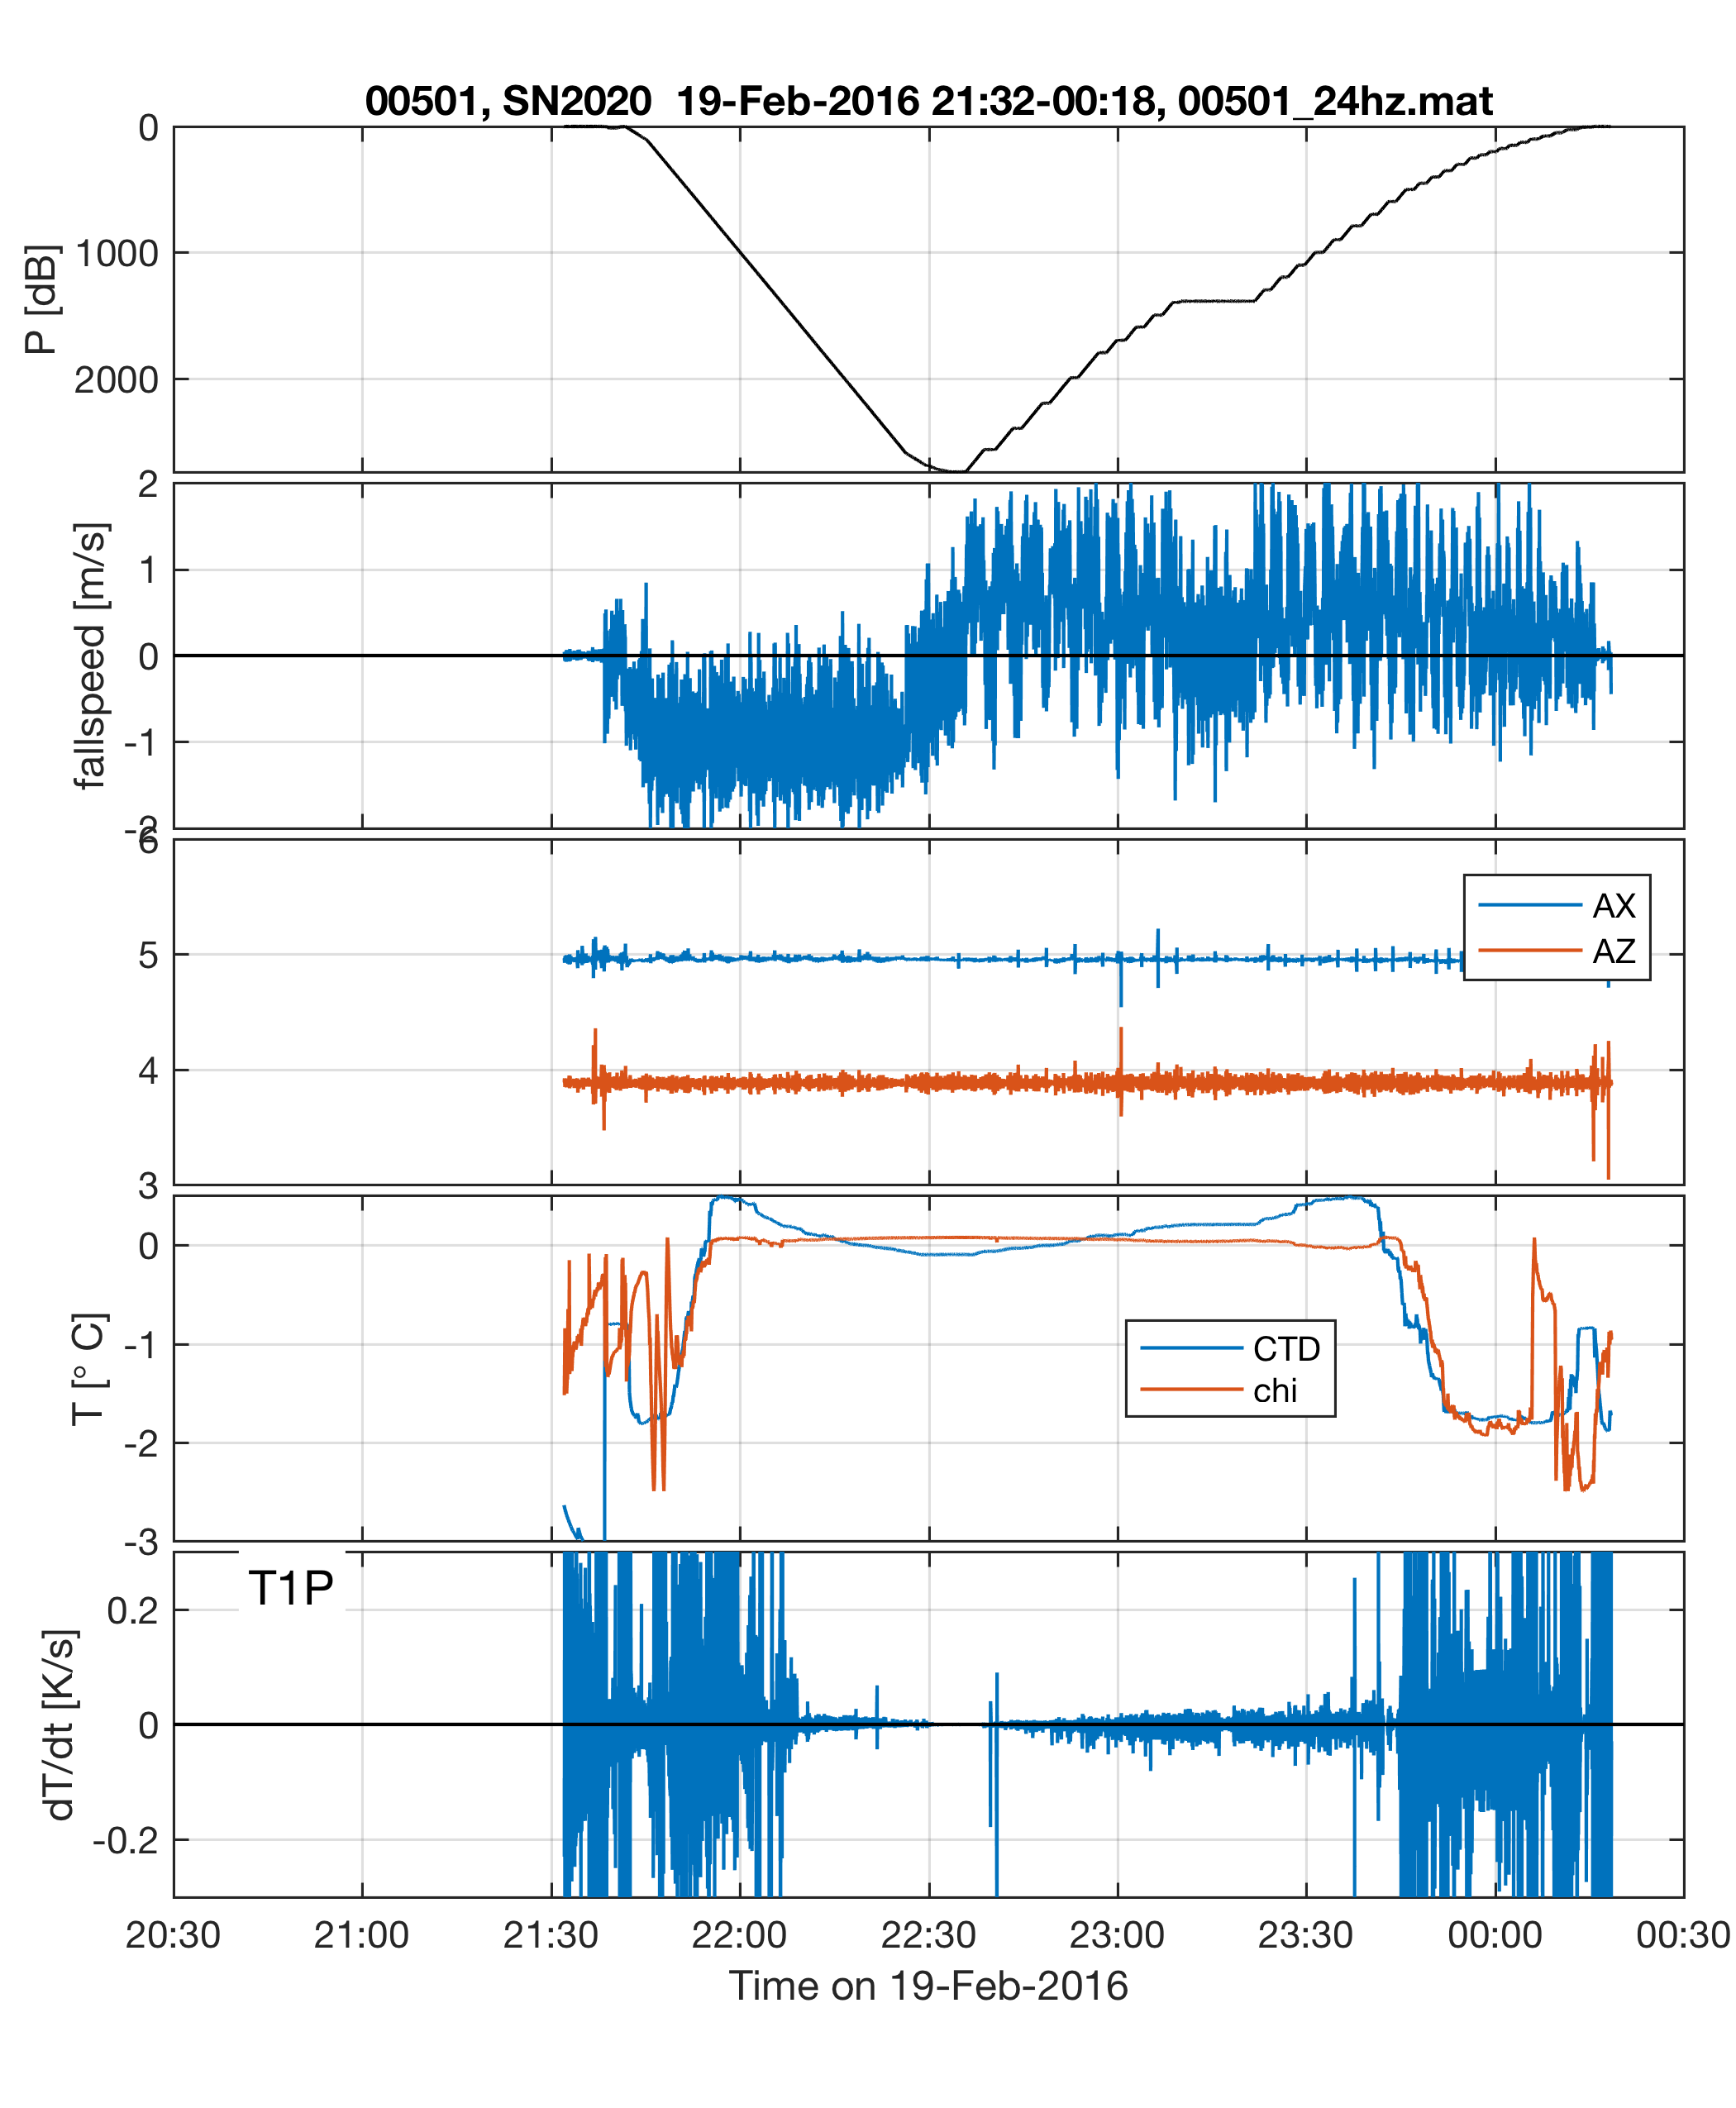 00501, SN2020  19-Feb-2016 21:32-00:18, 00501_24hz.mat
0
1000
2000
P [dB]
2
1
0
-1
-2
fallspeed [m/s]
6
5
4
3
AX
AZ
3
0
-1
-2
-3
T [° C]
CTD
chi
T1P
0.2
0
-0.2
dT/dt [K/s]
20:30 21:00 21:30 22:00 22:30 23:00 23:30 00:00 00:30
Time on 19-Feb-2016